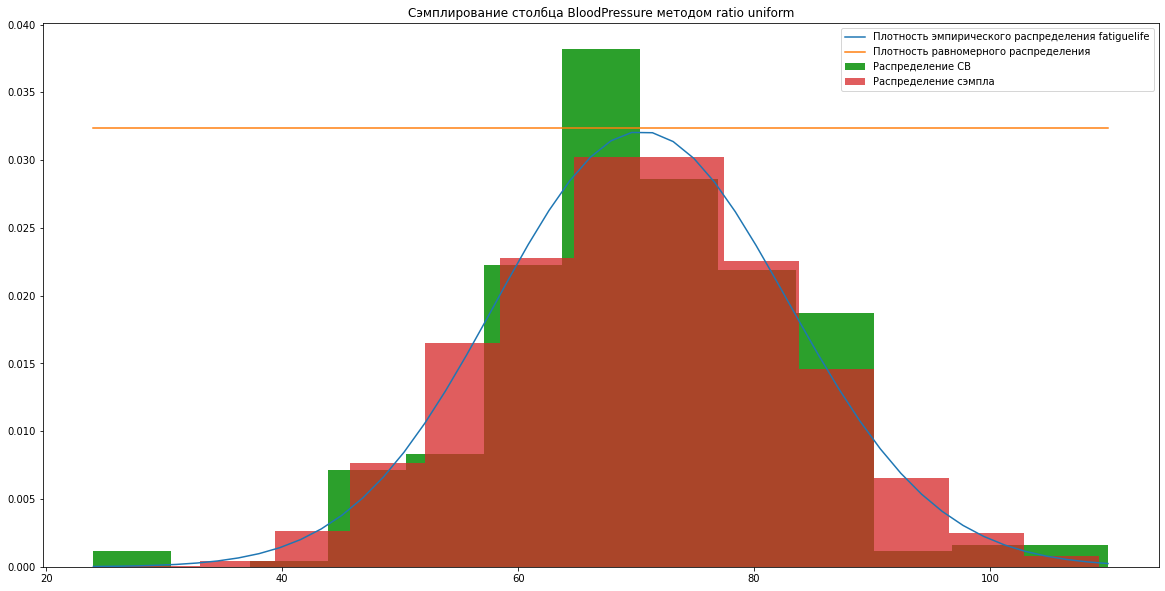 Сэмплирование столбца BloodPressure методом ratio uniform
Плотность эмпирического распределения fatiguelife
Плотность равномерного распределения
Распределение СВ
Распределение сэмпла
0.040
0.035
0.030
0.025
0.020
0.015
0.010
0.005
0.000
20 40 60 80 100